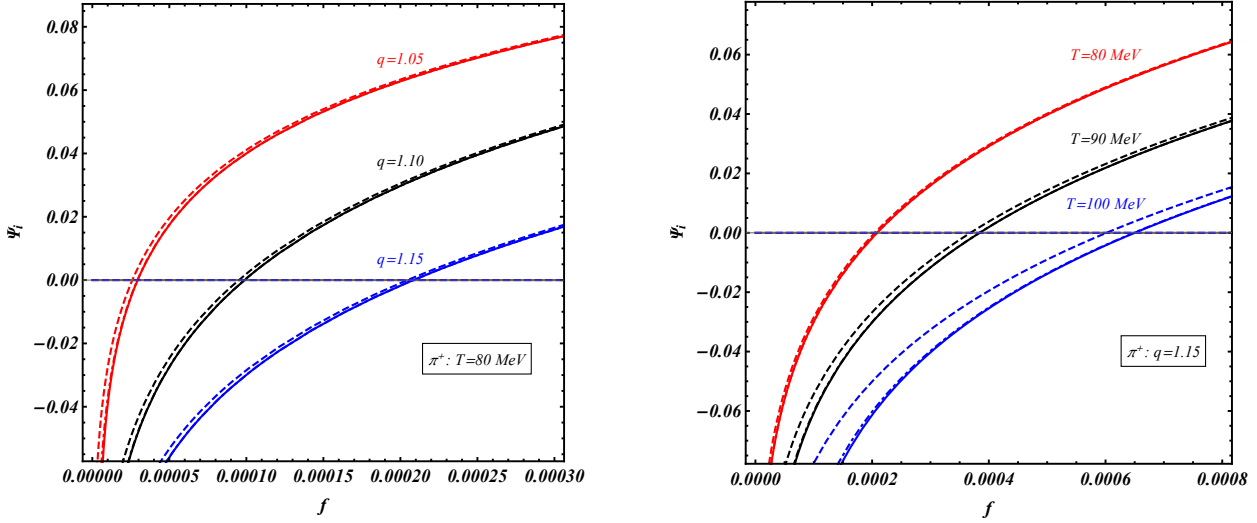 0.08
0.06
0.04
0.02
0.00
−0.02
−0.04
Ψᵢ
q=1.05
q=1.10
q=1.15
π⁺: T=80 MeV
0.00000 0.00005 0.00010 0.00015 0.00020 0.00025 0.00030
f
0.06
0.04
0.02
0.00
−0.02
−0.04
−0.06
Ψᵢ
T=80 MeV
T=90 MeV
T=100 MeV
π⁺: q=1.15
0.0000 0.0002 0.0004 0.0006 0.0008
f